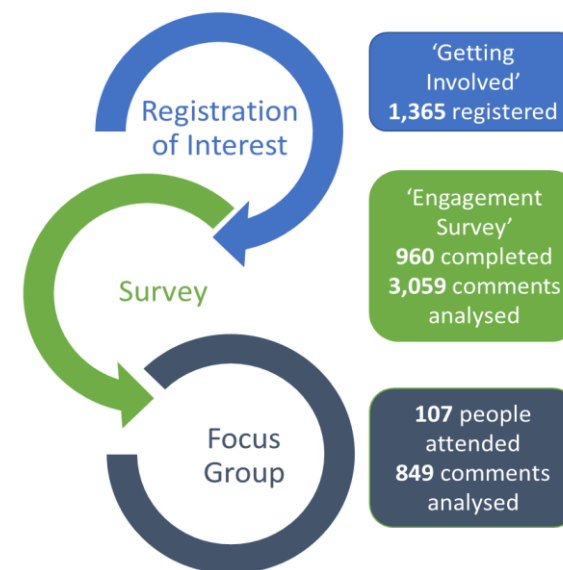 Registration
of Interest
'Getting
Involved'
1,365 registered
Survey
'Engagement
Survey'
960 completed
3,059 comments
analysed
Focus
Group
107 people
attended
849 comments
analysed